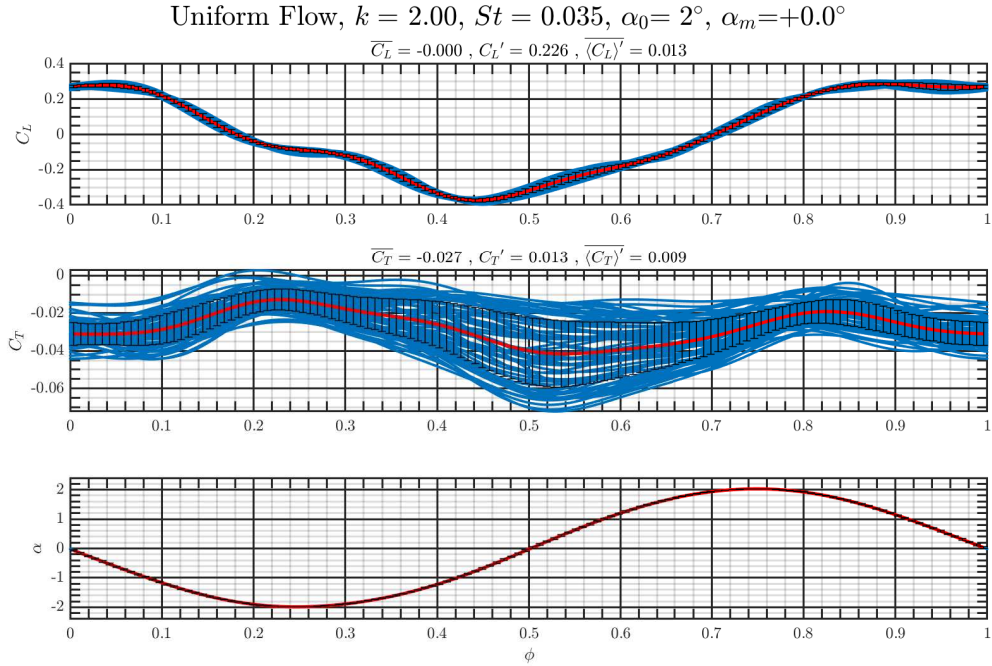 Uniform Flow, k = 2.00, St = 0.035, α₀= 2°, αₘ=+0.0°
C̅_L̅ = -0.000 , C_L′ = 0.226 , ⟨C_L⟩′ = 0.013
0.4
0.2
0
-0.2
-0.4
C_L
0 0.1 0.2 0.3 0.4 0.5 0.6 0.7 0.8 0.9 1
C̅_T̅ = -0.027 , C_T′ = 0.013 , ⟨C_T⟩′ = 0.009
0
-0.02
-0.04
-0.06
C_T
0 0.1 0.2 0.3 0.4 0.5 0.6 0.7 0.8 0.9 1
2
1
0
-1
-2
α
0 0.1 0.2 0.3 0.4 0.5 0.6 0.7 0.8 0.9 1
ϕ